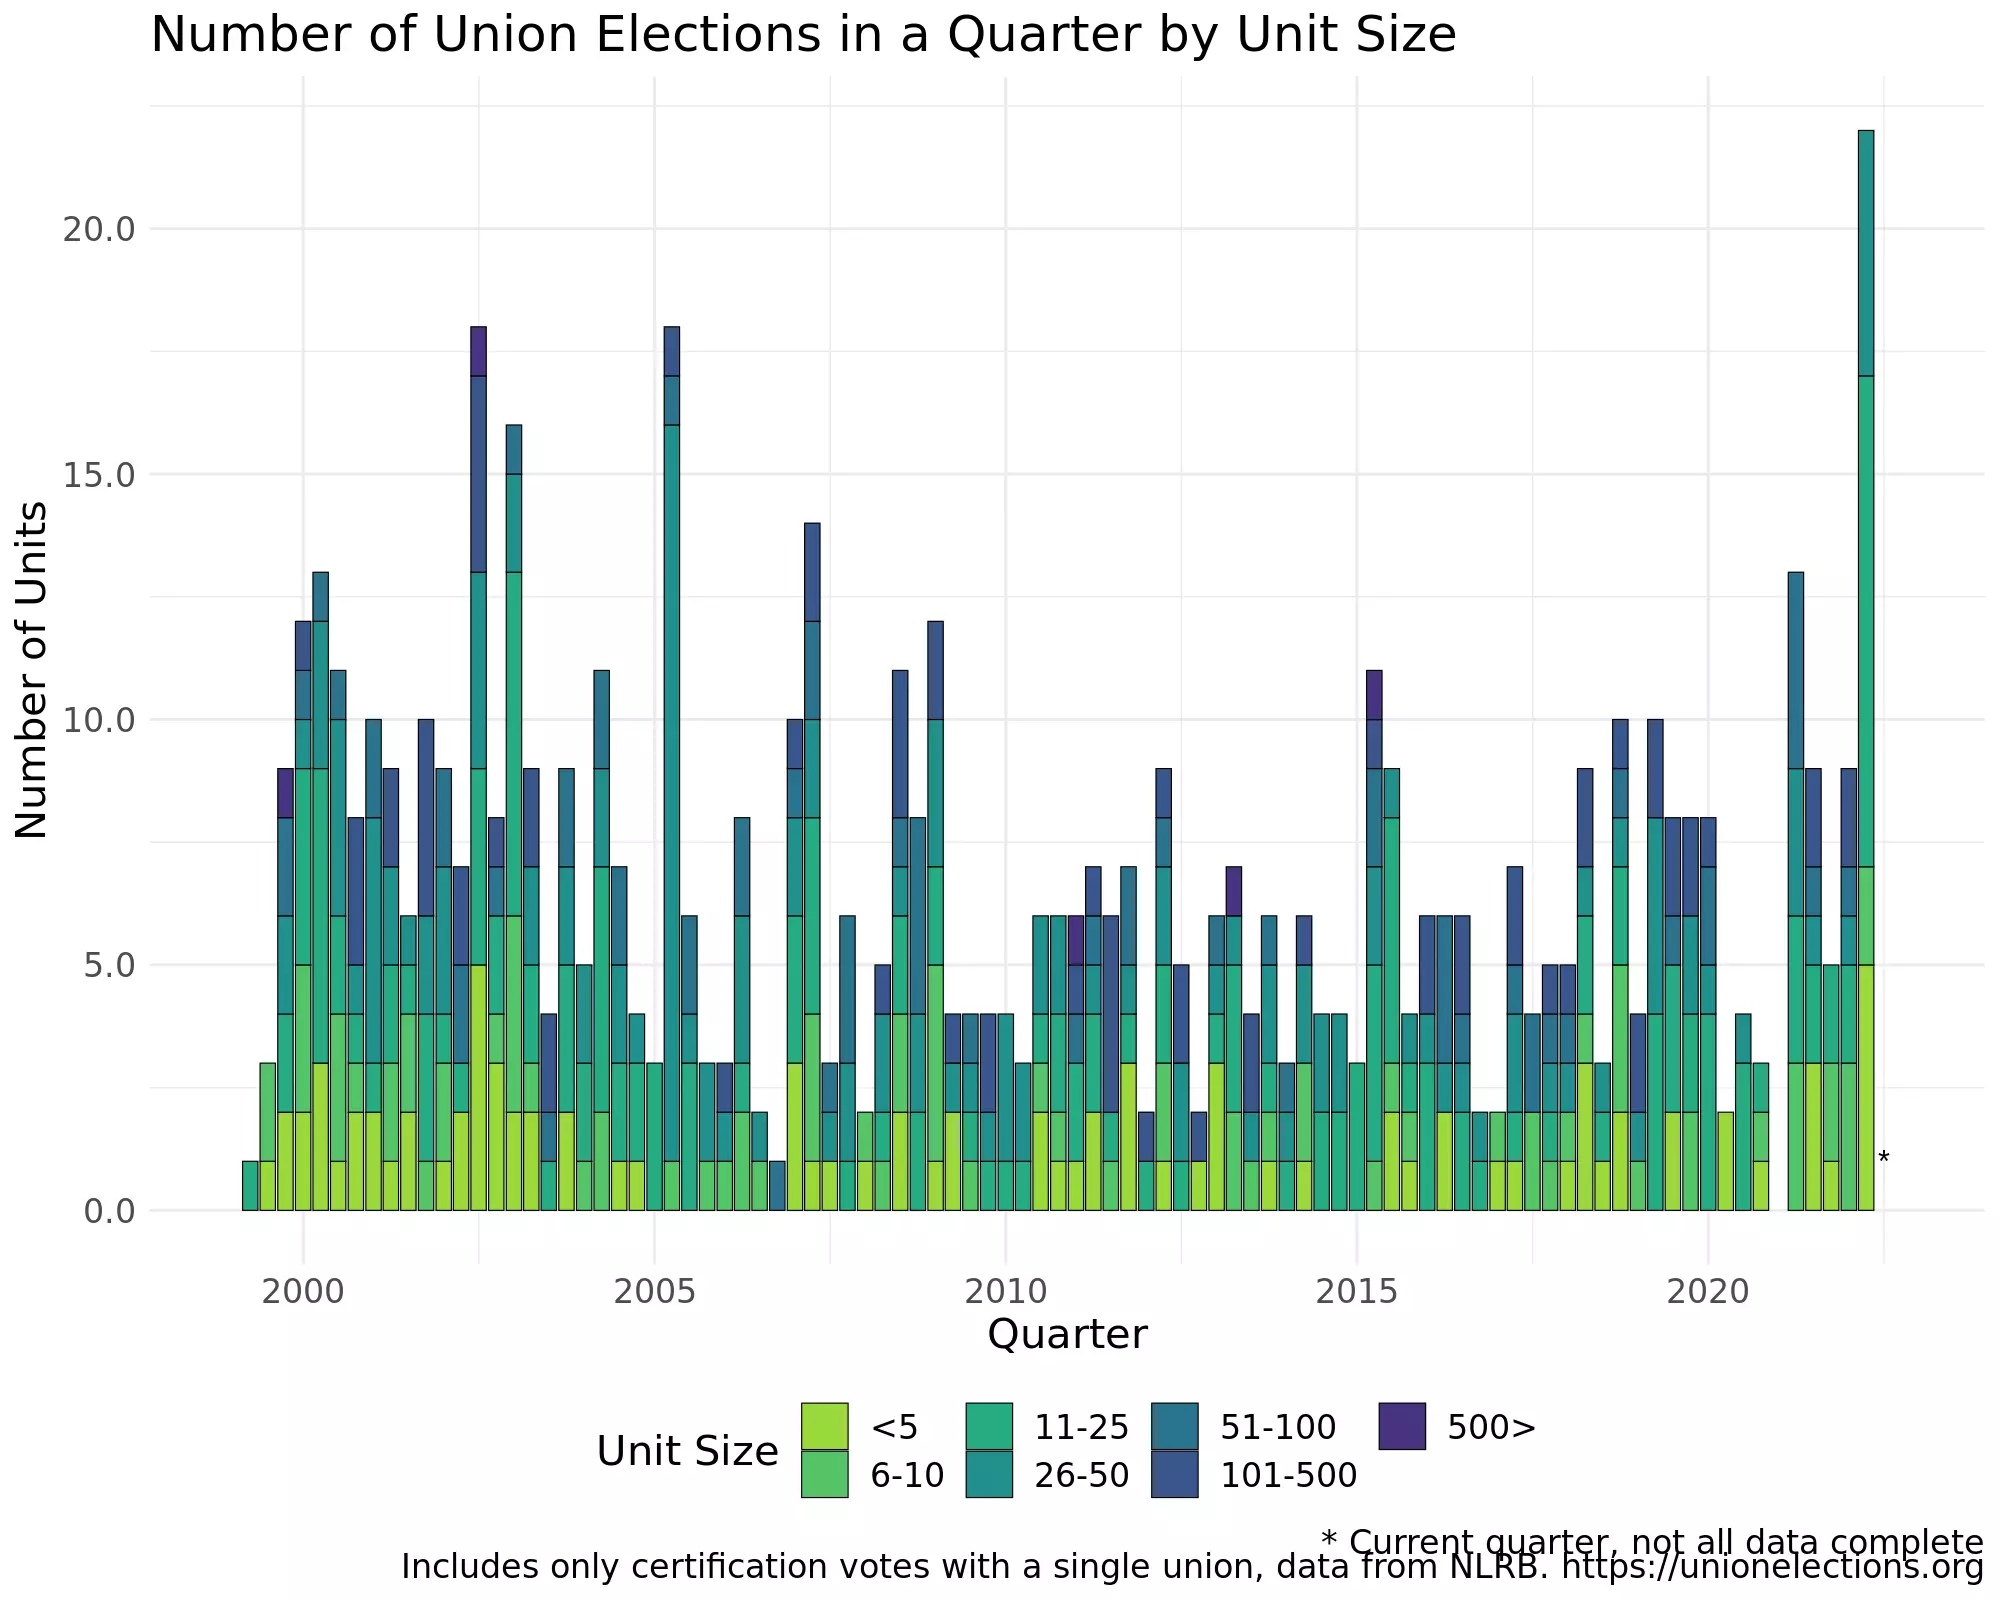 Number of Union Elections in a Quarter by Unit Size
Number of Units
20.0
15.0
10.0
5.0
0.0
*
2000 2005 2010 2015 2020
Quarter
Unit Size
<5 11-25 51-100 500>
6-10 26-50 101-500
* Current quarter, not all data complete
Includes only certification votes with a single union, data from NLRB. https://unionelections.org